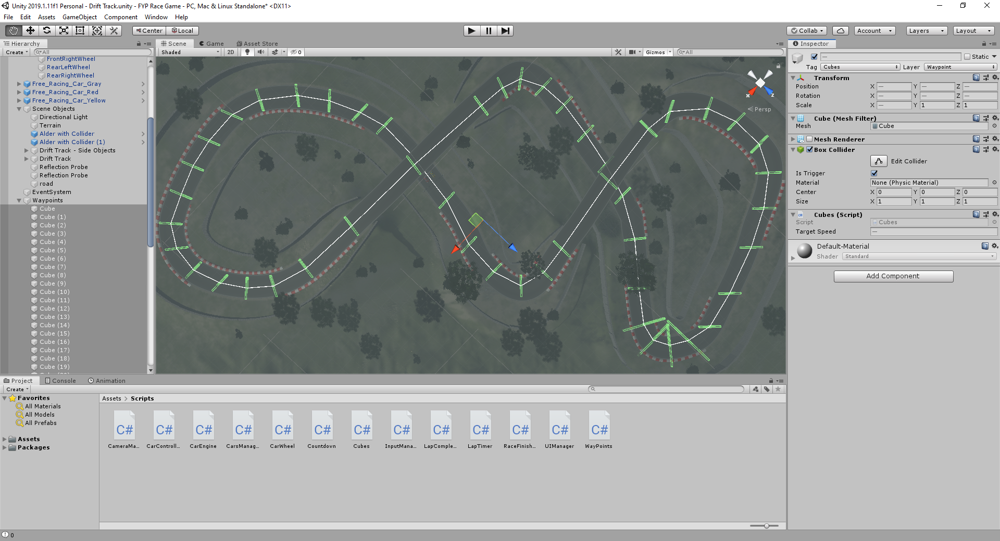 Unity 2019.1.11f1 Personal - Drift Track.unity - FYP Race Game - PC, Mac & Linux Standalone* <DX11>
File Edit Assets GameObject Component Window Help
Center Local Collab Account Layers Layout
Hierarchy
Create All
FrontRightWheel
RearLeftWheel
RearRightWheel
Free_Racing_Car_Gray
Free_Racing_Car_Red
Free_Racing_Car_Yellow
Scene Objects
Directional Light
Terrain
Alder with Collider
Alder with Collider (1)
Drift Track - Side Objects
Drift Track
Reflection Probe
Reflection Probe
road
EventSystem
Waypoints
Cube
Cube (1)
Cube (2)
Cube (3)
Cube (4)
Cube (5)
Cube (6)
Cube (7)
Cube (8)
Cube (9)
Cube (10)
Cube (11)
Cube (12)
Cube (13)
Cube (14)
Cube (15)
Cube (16)
Cube (17)
Cube (18)
Cube (19)
Scene Game Asset Store
Shaded 2D 0 Gizmos All
x z
Persp
Inspector
— Static
Tag Cubes Layer Waypoint
Transform
Position X — Y — Z —
Rotation X — Y — Z —
Scale X — Y 1 Z 1
Cube (Mesh Filter)
Mesh Cube
Mesh Renderer
Box Collider
Edit Collider
Is Trigger
Material None (Physic Material)
Center X 0 Y 0 Z 0
Size X 1 Y 1 Z 1
Cubes (Script)
Script Cubes
Target Speed —
Default-Material
Shader Standard
Add Component
Project Console Animation
Create
Favorites
All Materials
All Models
All Prefabs
Assets
Packages
Assets > Scripts
C# C# C# C# C# C# C# C# C# C# C# C# C#
CameraMa... CarControll... CarEngine CarsManag... CarWheel Countdown Cubes InputMana... LapComple... LapTimer RaceFinish... UIManager WayPoints
0